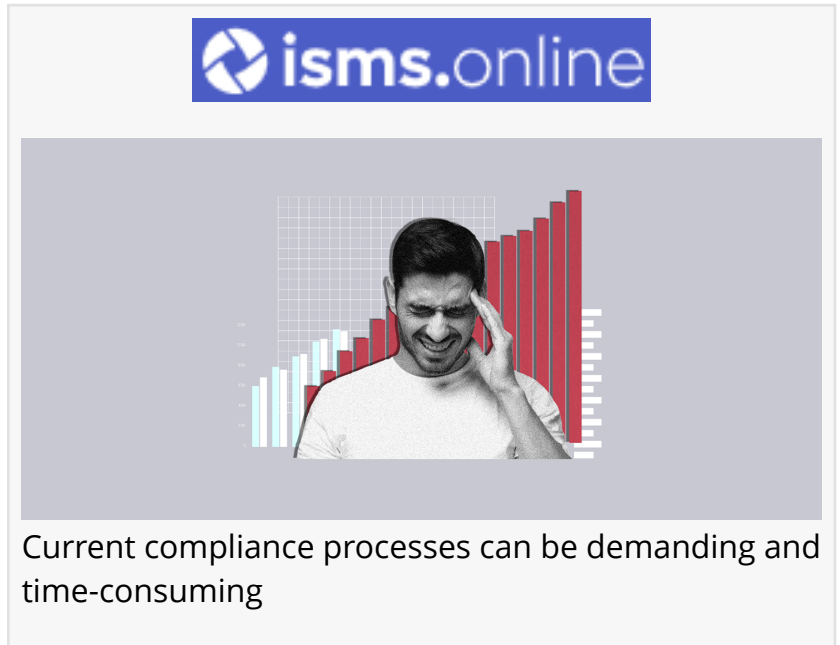 isms.online
Current compliance processes can be demanding and
time-consuming